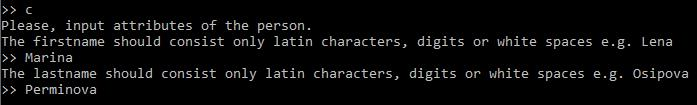 >> c
Please, input attributes of the person.
The firstname should consist only latin characters, digits or white spaces e.g. Lena
>> Marina
The lastname should consist only latin characters, digits or white spaces e.g. Osipova
>> Perminova